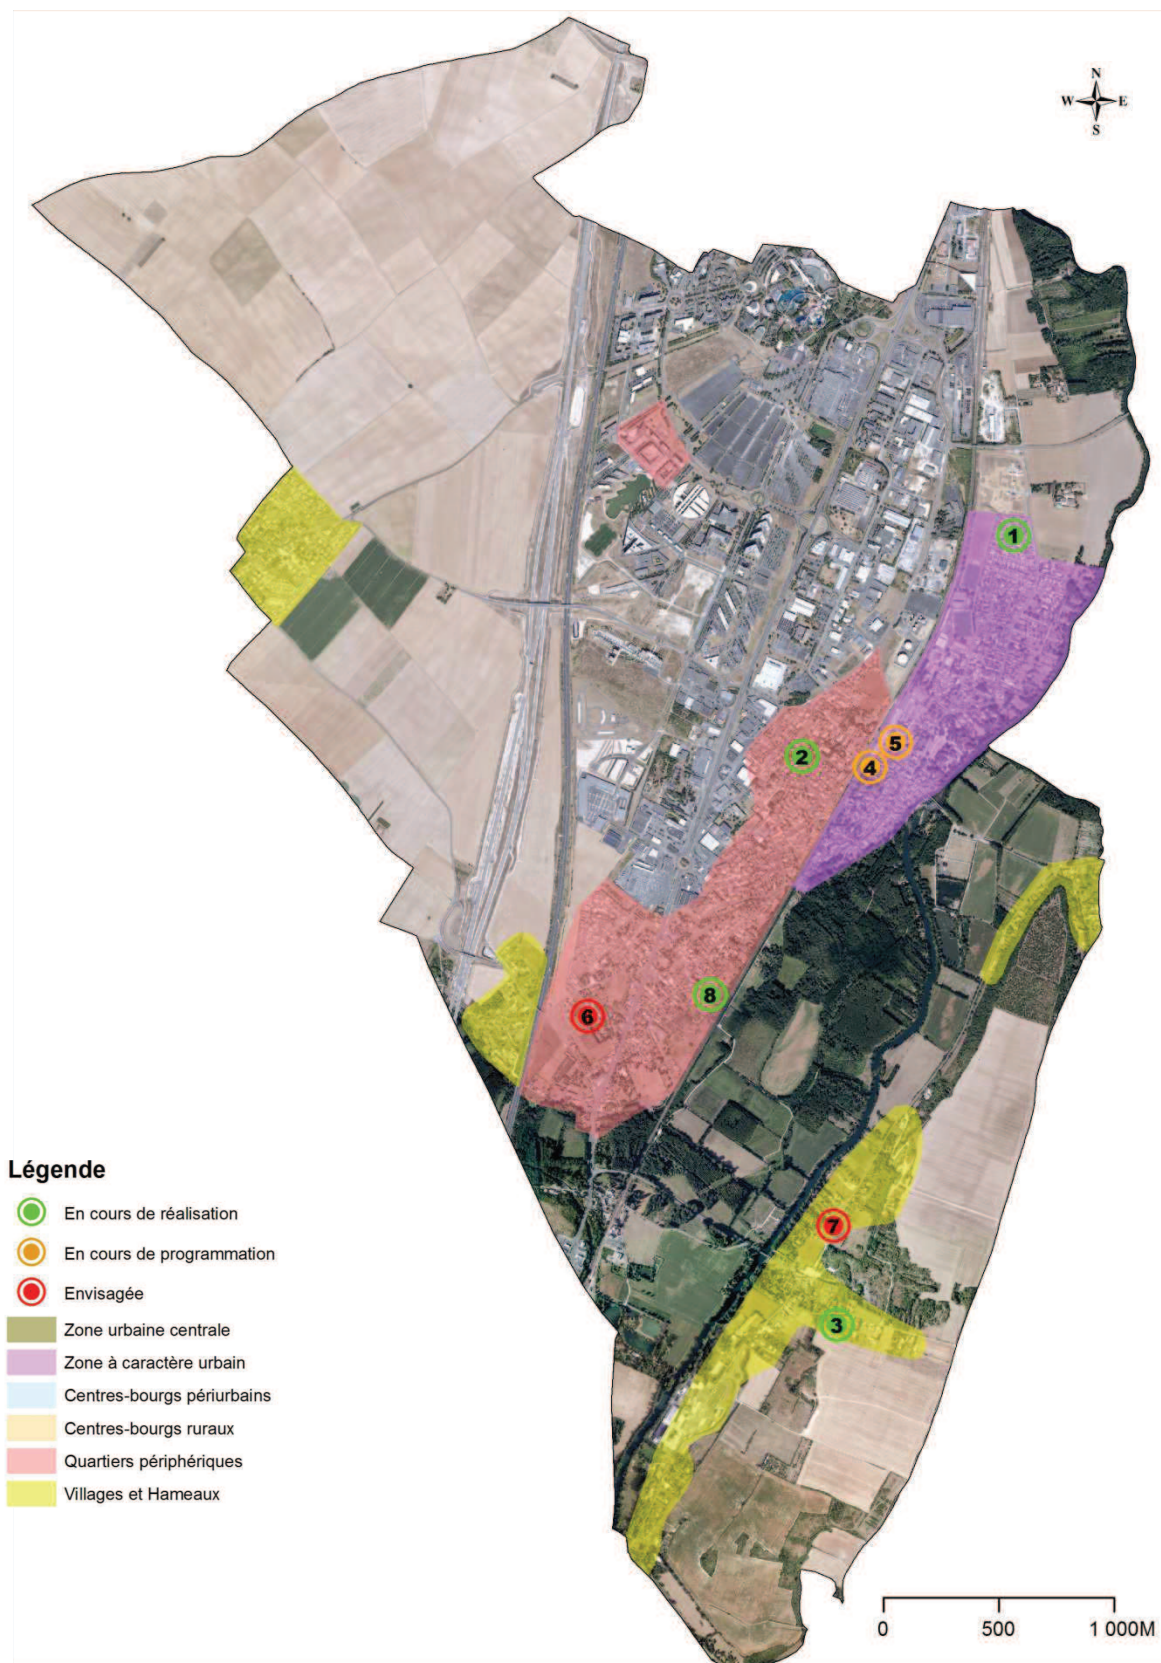 N
W E
S
1
5
2
4
8
6
7
3
Légende
En cours de réalisation
En cours de programmation
Envisagée
Zone urbaine centrale
Zone à caractère urbain
Centres-bourgs périurbains
Centres-bourgs ruraux
Quartiers périphériques
Villages et Hameaux
0 500 1 000M